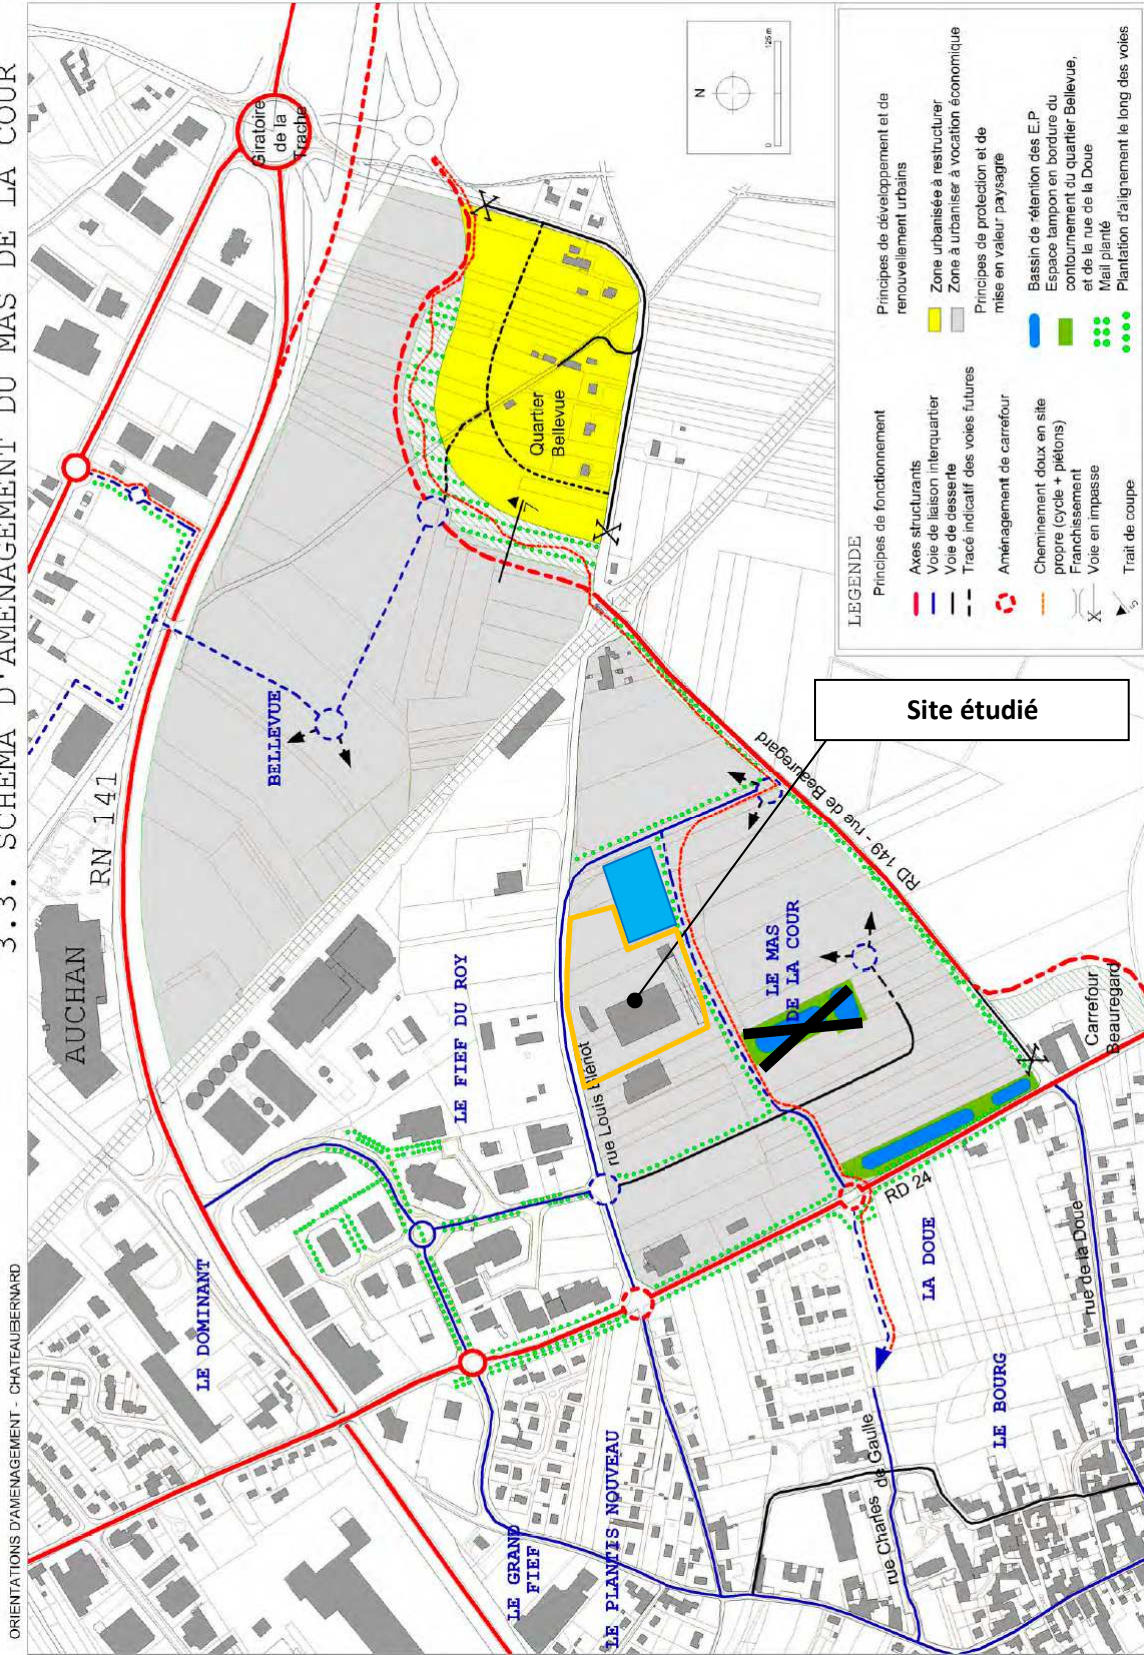 ORIENTATIONS D'AMENAGEMENT - CHATEAUBERNARD
3.3. SCHEMA D'AMENAGEMENT DU MAS DE LA COUR
AUCHAN
RN 141
Giratoire
de la
Trache
BELLEVUE
Quartier
Bellevue
LE DOMINANT
LE FIEF DU ROY
rue Louis Blériot
LE MAS
DE LA COUR
RD 149 - rue de Beauregard
Carrefour
Beauregard
RD 24
LA DOUE
rue de la Doue
LE BOURG
rue Charles de Gaulle
LE GRAND
FIEF
LE PLANTIS NOUVEAU
Site étudié
N
0
125 m
LEGENDE
Principes de fonctionnement
Axes structurants
Voie de liaison interquartier
Voie de desserte
Tracé indicatif des voies futures
Aménagement de carrefour
Cheminement doux en site
propre (cycle + piétons)
Franchissement
Voie en impasse
Trait de coupe
Principes de développement et de
renouvellement urbains
Zone urbanisée à restructurer
Zone à urbaniser à vocation économique
Principes de protection et de
mise en valeur paysagre
Bassin de rétention des E.P
Espace tampon en bordure du
contournement du quartier Bellevue,
et de la rue de la Doue
Mail planté
Plantation d'alignement le long des voies